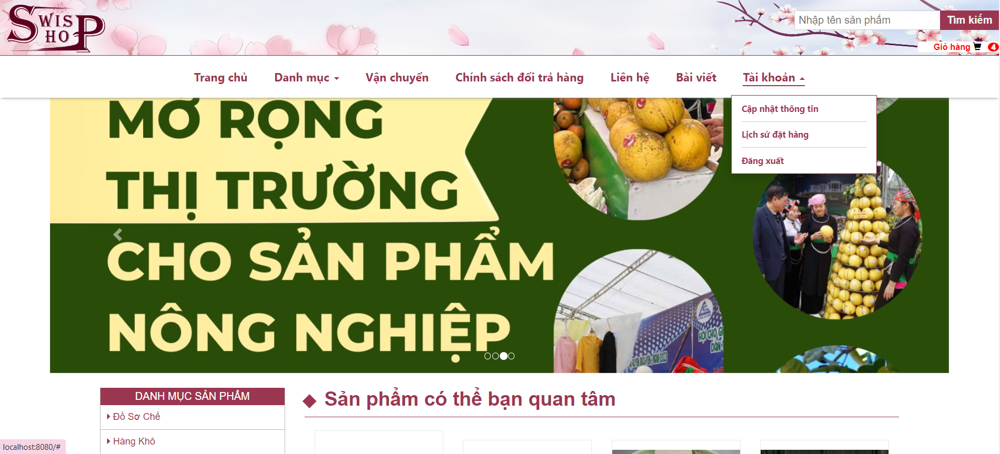 SWIS
HOP
Nhập tên sản phẩm
Tìm kiếm
Giỏ hàng 4
Trang chủ
Danh mục
Vận chuyển
Chính sách đổi trả hàng
Liên hệ
Bài viết
Tài khoản
Cập nhật thông tin
Lịch sử đặt hàng
Đăng xuất
MỞ RỘNG
THỊ TRƯỜNG
CHO SẢN PHẨM
NÔNG NGHIỆP
HỘI CHỢ
DANH MỤC SẢN PHẨM
Đồ Sơ Chế
Hàng Khô
Sản phẩm có thể bạn quan tâm
localhost:8080/#